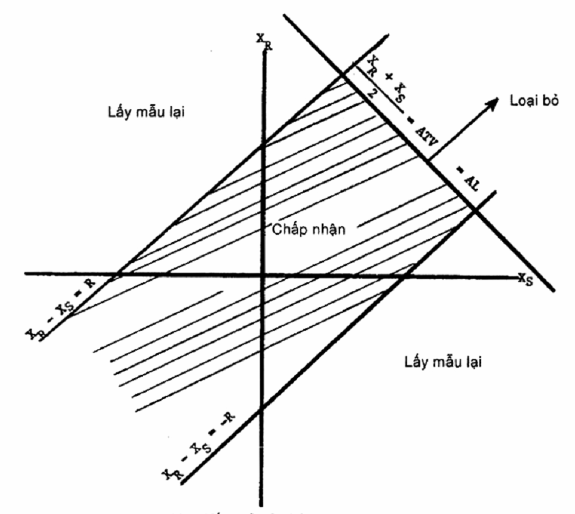 X_R
Lấy mẫu lại
X_R + X_S
2
= ATV
= AL
Loại bỏ
Chấp nhận
X_S
X_R - X_S = R
Lấy mẫu lại
X_R - X_S = -R